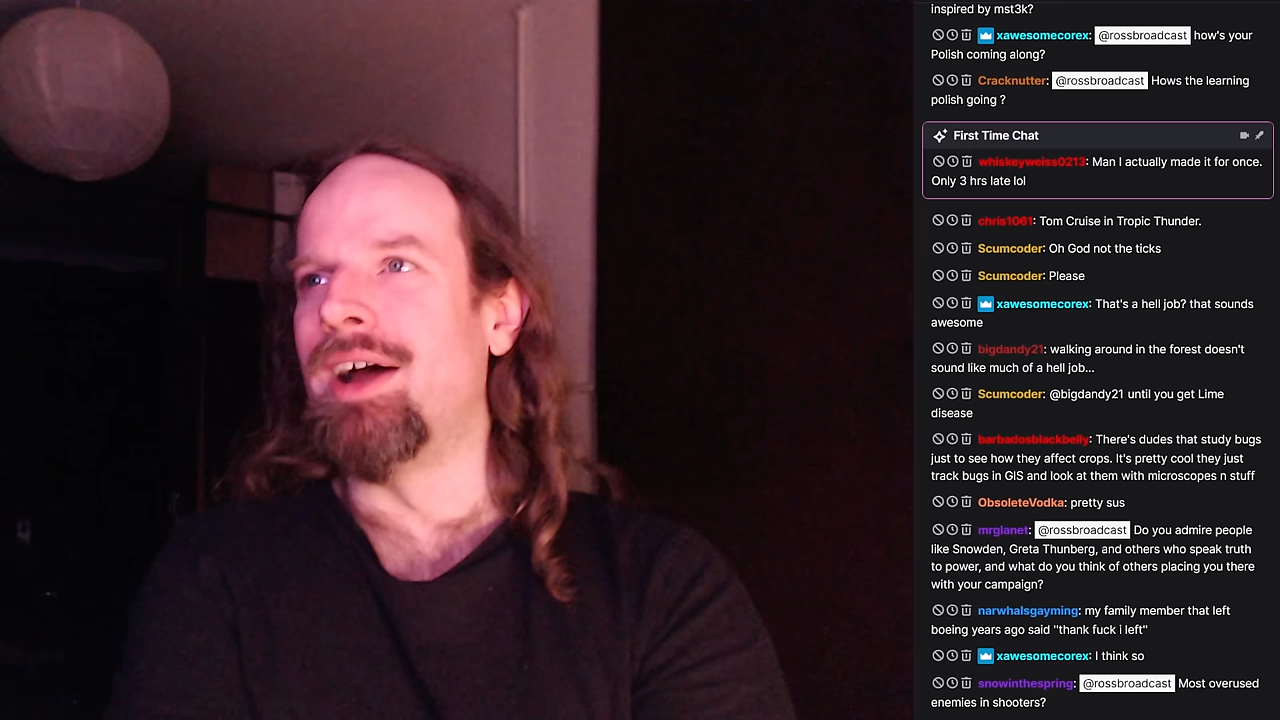 inspired by mst3k?
xawesomecorex: @rossbroadcast how's your
Polish coming along?
Cracknutter: @rossbroadcast Hows the learning
polish going ?
First Time Chat
whiskeyweiss0213: Man I actually made it for once.
Only 3 hrs late lol
chris1061: Tom Cruise in Tropic Thunder.
Scumcoder: Oh God not the ticks
Scumcoder: Please
xawesomecorex: That's a hell job? that sounds
awesome
bigdandy21: walking around in the forest doesn't
sound like much of a hell job...
Scumcoder: @bigdandy21 until you get Lime
disease
barbadosblackbelly: There's dudes that study bugs
just to see how they affect crops. It's pretty cool they just
track bugs in GIS and look at them with microscopes n stuff
ObsoleteVodka: pretty sus
mrglanet: @rossbroadcast Do you admire people
like Snowden, Greta Thunberg, and others who speak truth
to power, and what do you think of others placing you there
with your campaign?
narwhalsgayming: my family member that left
boeing years ago said "thank fuck i left"
xawesomecorex: I think so
snowinthespring: @rossbroadcast Most overused
enemies in shooters?